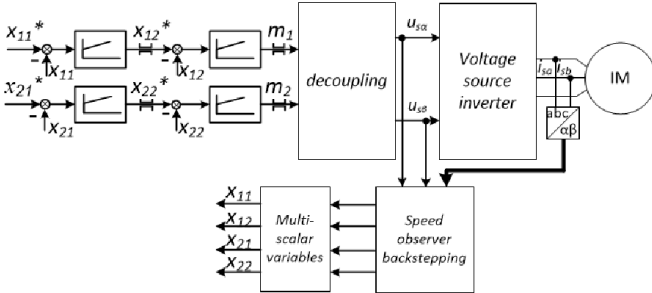 x11* x12* m1
x11 x12
x21* x22* m2
x21 x22
decoupling
usα
usβ
Voltage
source
inverter
isa isb
IM
abc
αβ
x11
x12
x21
x22
Multi-
scalar
variables
Speed
observer
backstepping